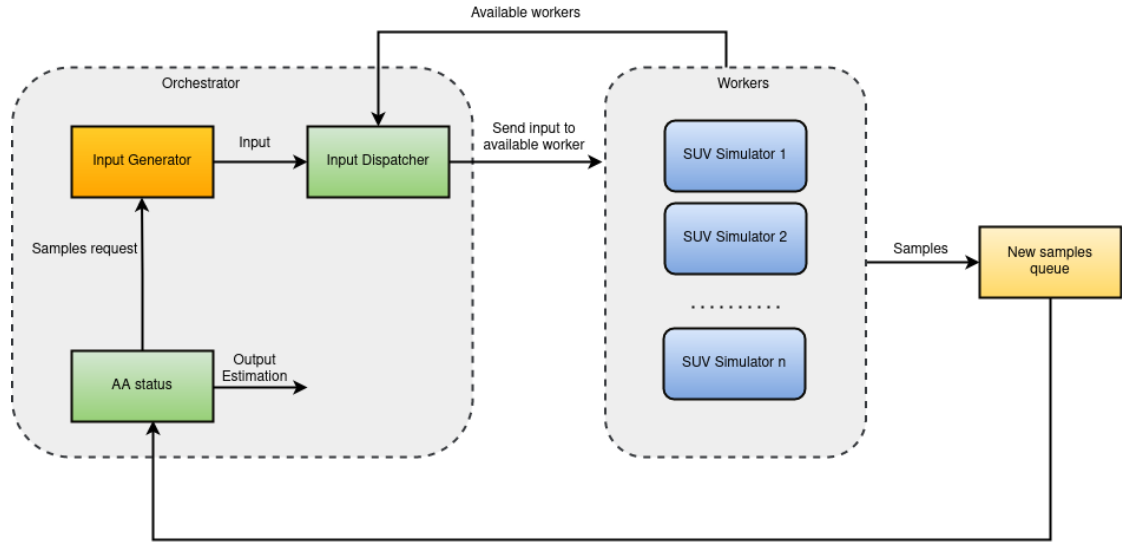 Available workers
Orchestrator
Workers
Input Generator
Input
Input Dispatcher
Send input to
available worker
SUV Simulator 1
SUV Simulator 2
Samples request
Samples
New samples
queue
..........
SUV Simulator n
AA status
Output
Estimation